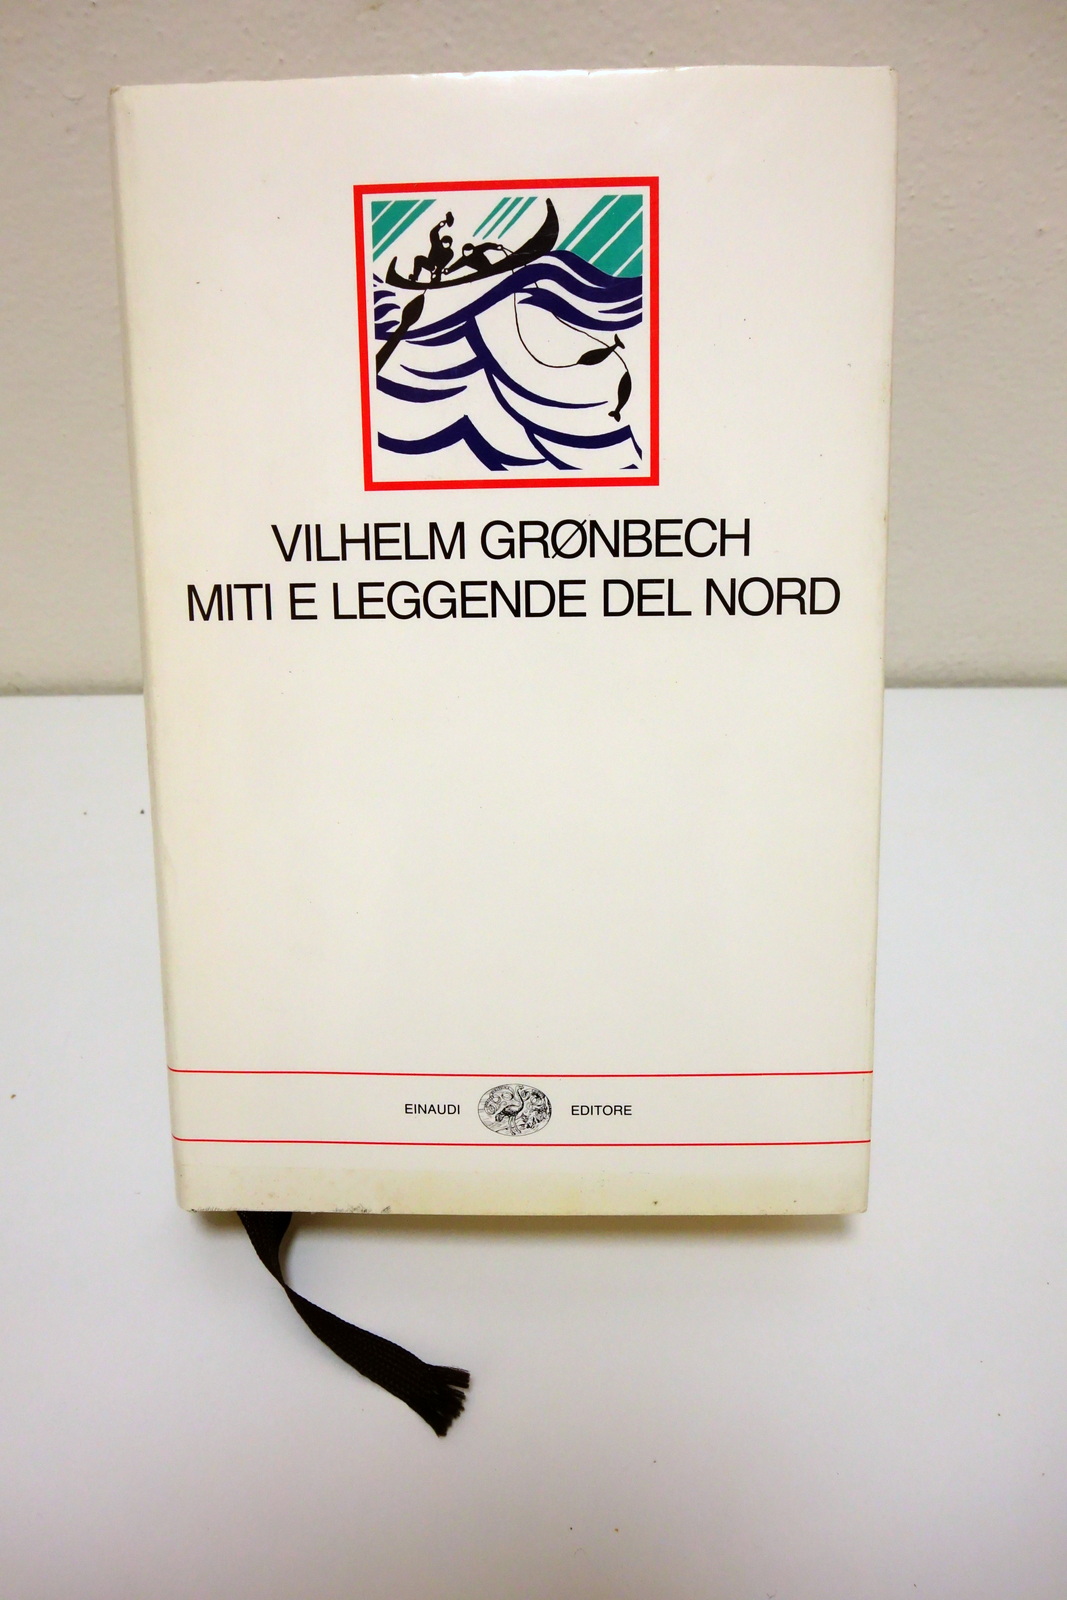 VILHELM GRØNBECH
MITI E LEGGENDE DEL NORD
EINAUDI EDITORE